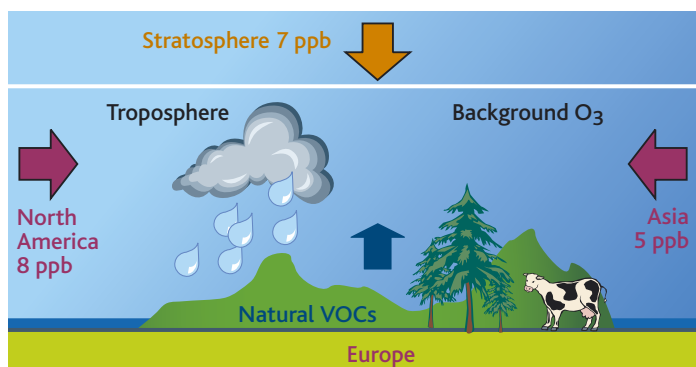 Stratosphere 7 ppb
Troposphere
Background O₃
North
America
8 ppb
Asia
5 ppb
Natural VOCs
Europe